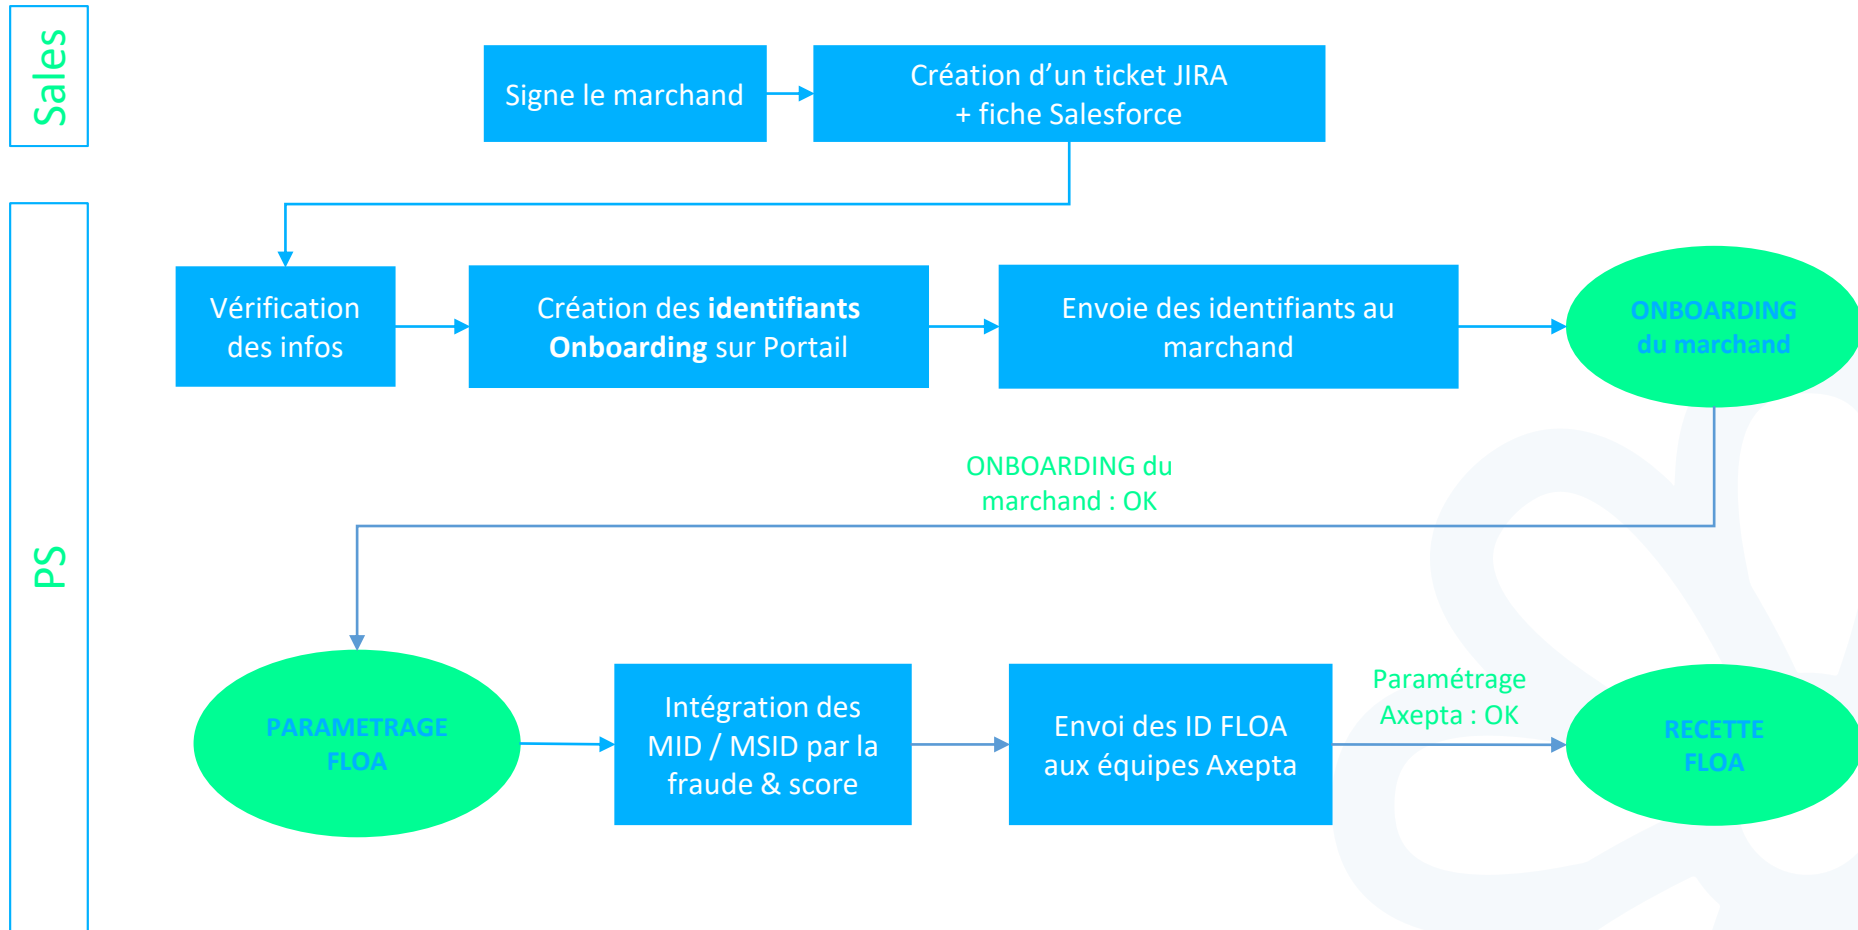 Sales
Signe le marchand
Création d’un ticket JIRA
+ fiche Salesforce
PS
Vérification
des infos
Création des identifiants
Onboarding sur Portail
Envoie des identifiants au
marchand
ONBOARDING
du marchand
ONBOARDING du
marchand : OK
PARAMETRAGE
FLOA
Intégration des
MID / MSID par la
fraude & score
Envoi des ID FLOA
aux équipes Axepta
Paramétrage
Axepta : OK
RECETTE
FLOA